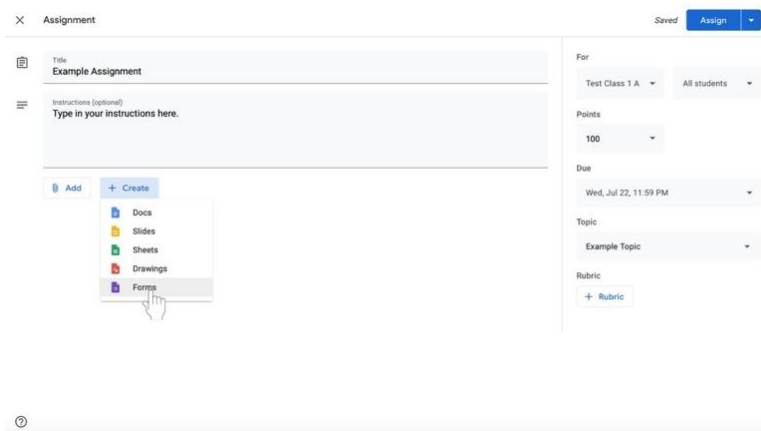 Assignment
Saved
Assign
Title
Example Assignment
Instructions (optional)
Type in your instructions here.
Add
+ Create
Docs
Slides
Sheets
Drawings
Forms
For
Test Class 1 A
All students
Points
100
Due
Wed, Jul 22, 11:59 PM
Topic
Example Topic
Rubric
+ Rubric